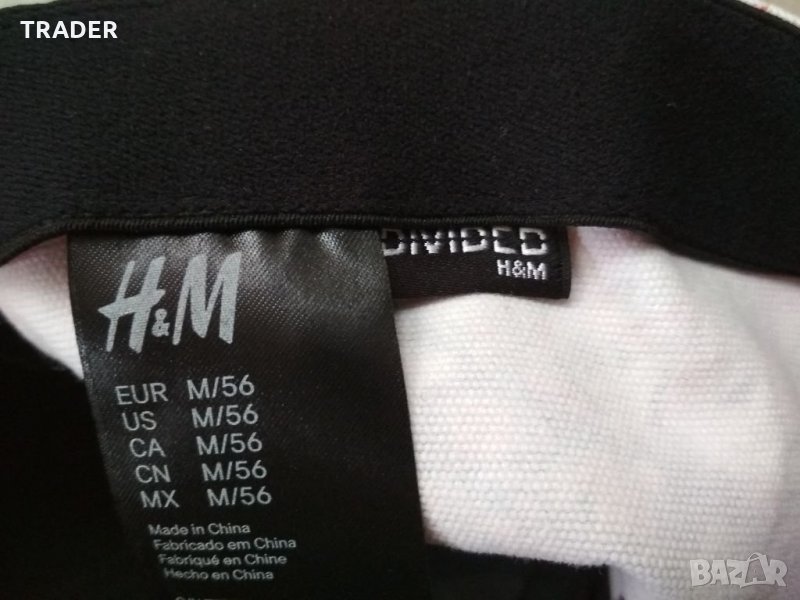 TRADER
DIVIDED
H&M
H&M
EUR M/56
US M/56
CA M/56
CN M/56
MX M/56
Made in China
Fabricado em China
Fabriqué en Chine
Hecho en China
BAZAR